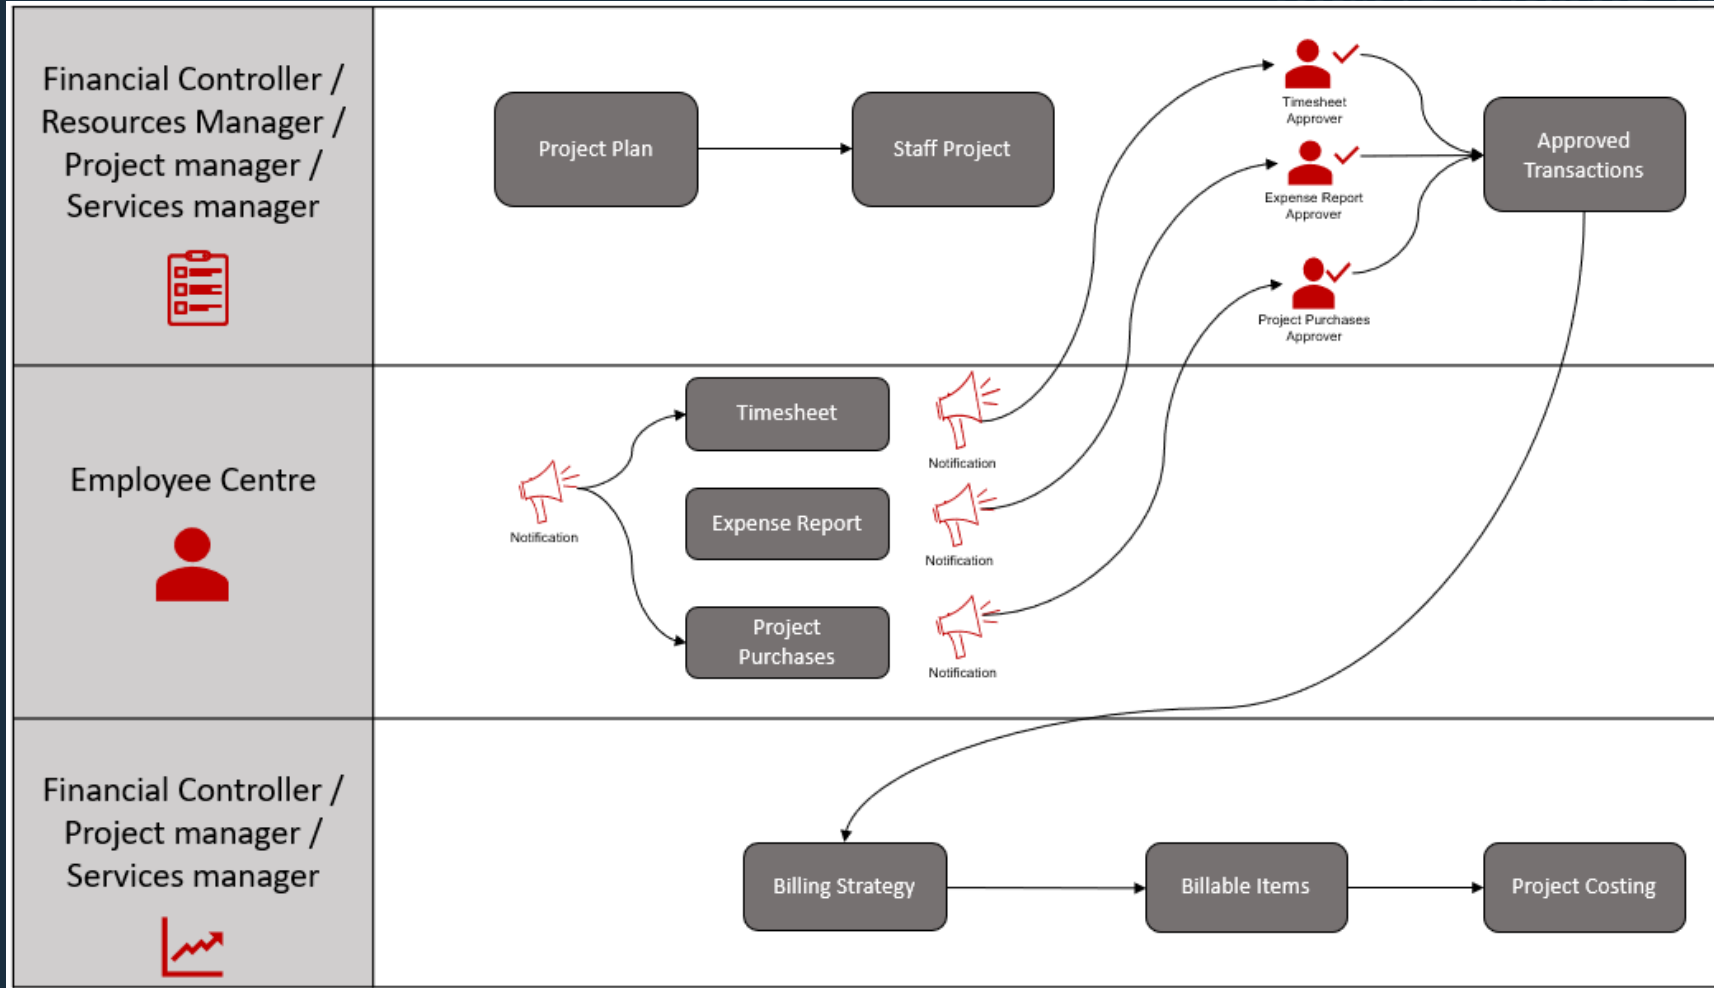 Financial Controller /
Resources Manager /
Project manager /
Services manager
Project Plan
Staff Project
Timesheet
Approver
Expense Report
Approver
Project Purchases
Approver
Approved
Transactions
Employee Centre
Notification
Timesheet
Notification
Expense Report
Notification
Project
Purchases
Notification
Financial Controller /
Project manager /
Services manager
Billing Strategy
Billable Items
Project Costing